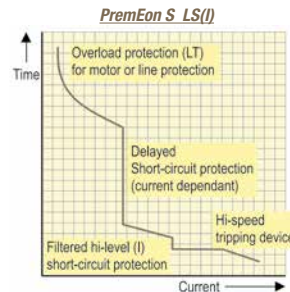 PremEon S LS(I)
Overload protection (LT)
for motor or line protection
Time
Delayed
Short-circuit protection
(current dependant)
Hi-speed
tripping device
Filtered hi-level (I)
short-circuit protection
Current